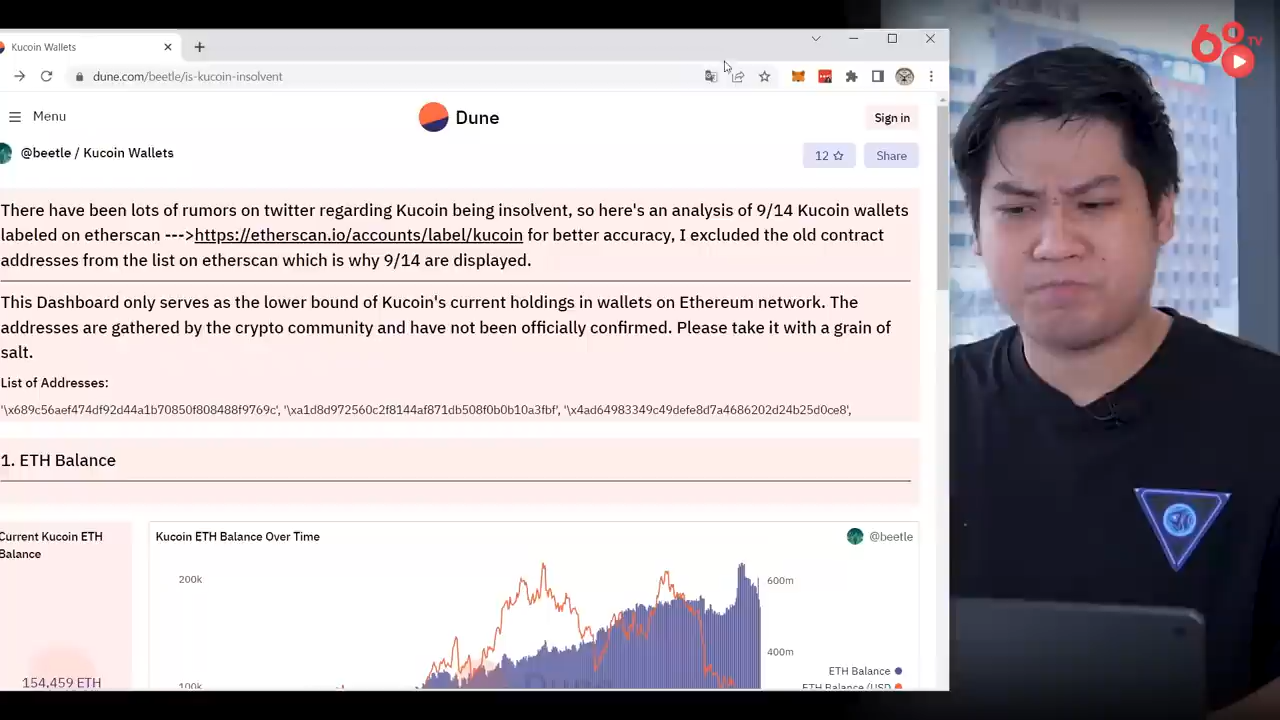 68
TV
Kucoin Wallets
dune.com/beetle/is-kucoin-insolvent
Menu
Dune
Sign in
@beetle / Kucoin Wallets
12
Share
There have been lots of rumors on twitter regarding Kucoin being insolvent, so here's an analysis of 9/14 Kucoin wallets
labeled on etherscan --->https://etherscan.io/accounts/label/kucoin for better accuracy, I excluded the old contract
addresses from the list on etherscan which is why 9/14 are displayed.
This Dashboard only serves as the lower bound of Kucoin's current holdings in wallets on Ethereum network. The
addresses are gathered by the crypto community and have not been officially confirmed. Please take it with a grain of
salt.
List of Addresses:
'\x689c56aef474df92d44a1b70850f808488f9769c', '\xa1d8d972560c2f8144af871db508f0b0b10a3fbf', '\x4ad64983349c49defe8d7a4686202d24b25d0ce8',
1. ETH Balance
Current Kucoin ETH
Balance
154,459 ETH
Kucoin ETH Balance Over Time
@beetle
200k
600m
400m
100k
Dune
ETH Balance
ETH Balance (USD